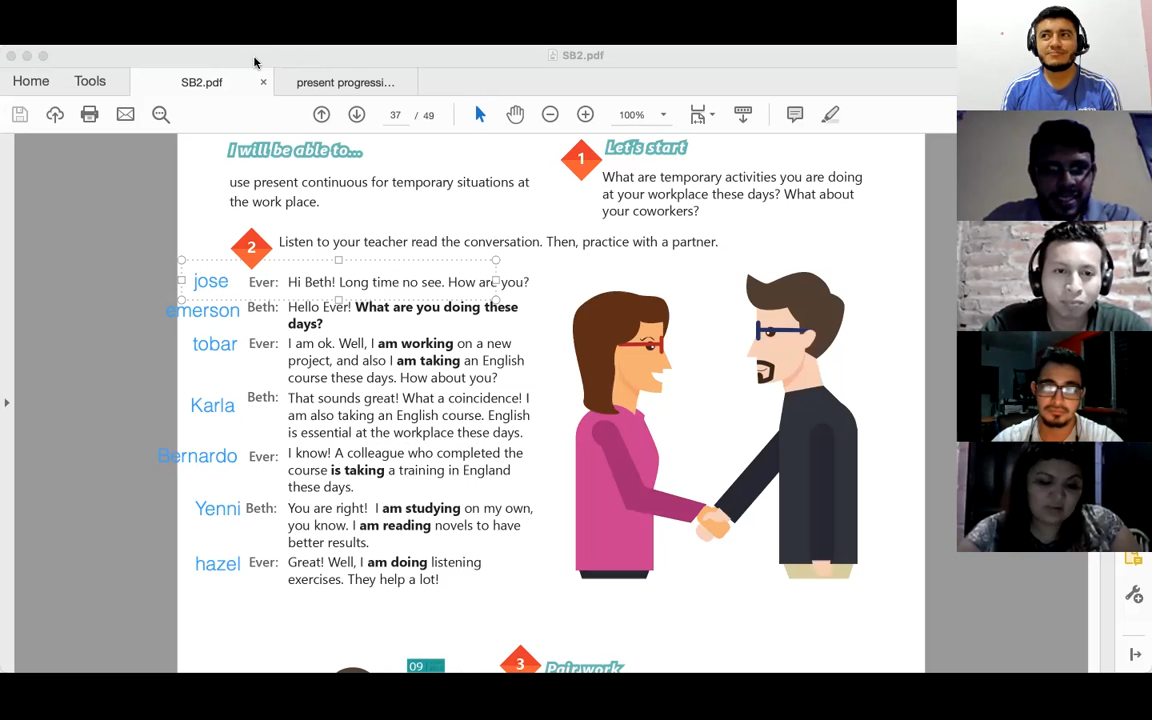 SB2.pdf
Home Tools SB2.pdf × present progressi...
37 / 49 100%
I will be able to...
use present continuous for temporary situations at
the work place.
1 Let's start
What are temporary activities you are doing
at your workplace these days? What about
your coworkers?
2 Listen to your teacher read the conversation. Then, practice with a partner.
jose Ever: Hi Beth! Long time no see. How are you?
emerson Beth: Hello Ever! What are you doing these
days?
tobar Ever: I am ok. Well, I am working on a new
project, and also I am taking an English
course these days. How about you?
Karla Beth: That sounds great! What a coincidence! I
am also taking an English course. English
is essential at the workplace these days.
Bernardo Ever: I know! A colleague who completed the
course is taking a training in England
these days.
Yenni Beth: You are right! I am studying on my own,
you know. I am reading novels to have
better results.
hazel Ever: Great! Well, I am doing listening
exercises. They help a lot!
09
3 Pair work